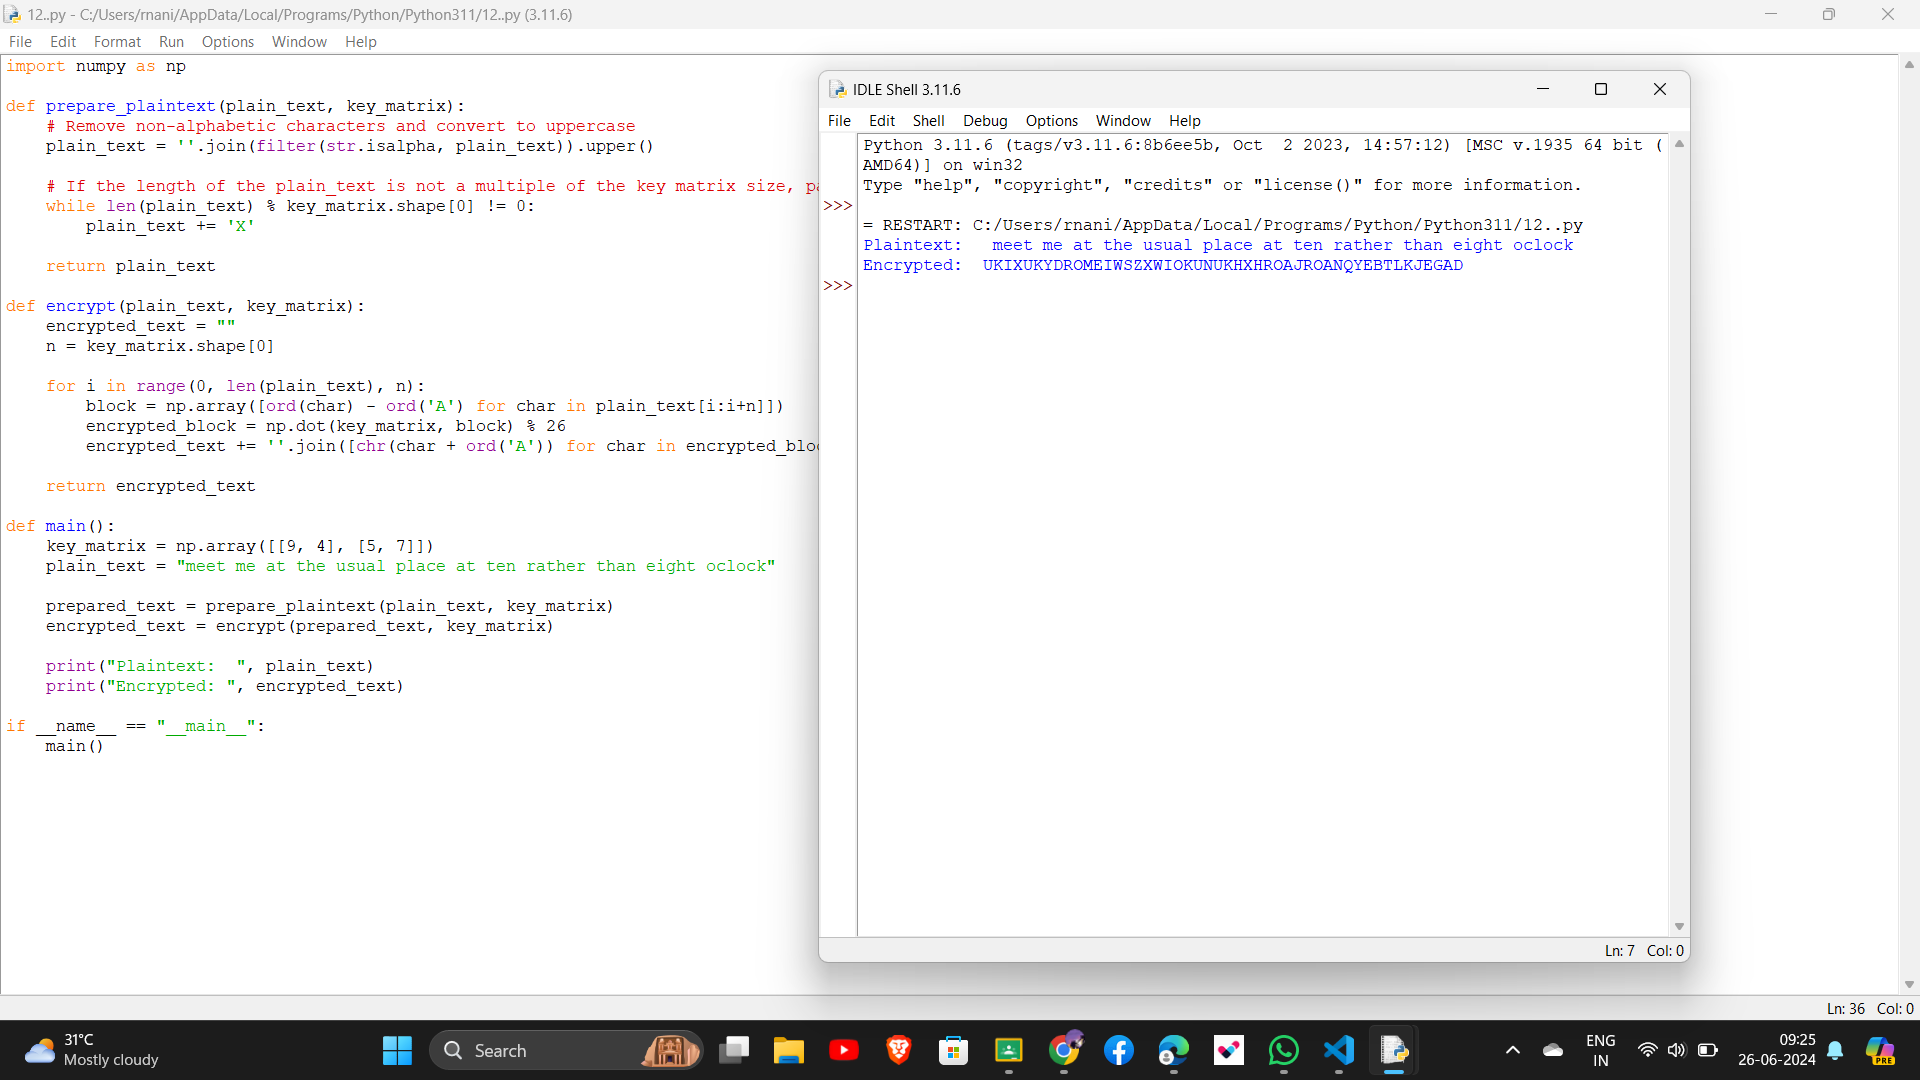 12..py - C:/Users/rnani/AppData/Local/Programs/Python/Python311/12..py (3.11.6)
File Edit Format Run Options Window Help
import numpy as np
def prepare_plaintext(plain_text, key_matrix):
    # Remove non-alphabetic characters and convert to uppercase
    plain_text = ''.join(filter(str.isalpha, plain_text)).upper()
    # If the length of the plain_text is not a multiple of the key matrix size, pa
    while len(plain_text) % key_matrix.shape[0] != 0:
        plain_text += 'X'
    return plain_text
def encrypt(plain_text, key_matrix):
    encrypted_text = ""
    n = key_matrix.shape[0]
    for i in range(0, len(plain_text), n):
        block = np.array([ord(char) - ord('A') for char in plain_text[i:i+n]])
        encrypted_block = np.dot(key_matrix, block) % 26
        encrypted_text += ''.join([chr(char + ord('A')) for char in encrypted_bloc
    return encrypted_text
def main():
    key_matrix = np.array([[9, 4], [5, 7]])
    plain_text = "meet me at the usual place at ten rather than eight oclock"
    prepared_text = prepare_plaintext(plain_text, key_matrix)
    encrypted_text = encrypt(prepared_text, key_matrix)
    print("Plaintext:  ", plain_text)
    print("Encrypted: ", encrypted_text)
if __name__ == "__main__":
    main()
IDLE Shell 3.11.6
File Edit Shell Debug Options Window Help
Python 3.11.6 (tags/v3.11.6:8b6ee5b, Oct  2 2023, 14:57:12) [MSC v.1935 64 bit (
AMD64)] on win32
Type "help", "copyright", "credits" or "license()" for more information.
>>>
= RESTART: C:/Users/rnani/AppData/Local/Programs/Python/Python311/12..py
Plaintext:   meet me at the usual place at ten rather than eight oclock
Encrypted:  UKIXUKYDROMEIWSZXWIOKUNUKHXHROAJROANQYEBTLKJEGAD
>>>
Ln: 7 Col: 0
Ln: 36 Col: 0
31°C
Mostly cloudy
Search
ENG
IN
09:25
26-06-2024
PRE